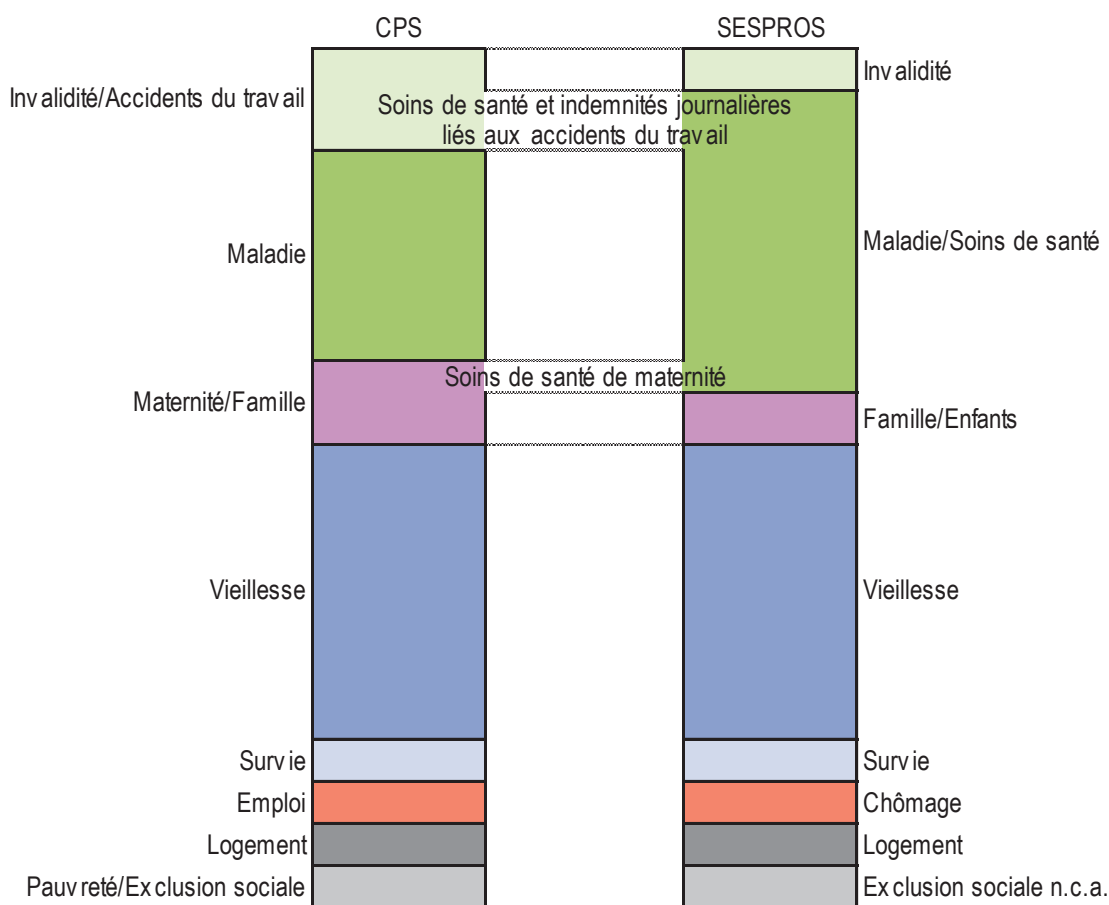 CPS
SESPROS
Invalidité/Accidents du travail
Invalidité
Soins de santé et indemnités journalières
liés aux accidents du travail
Maladie
Maladie/Soins de santé
Soins de santé de maternité
Maternité/Famille
Famille/Enfants
Vieillesse
Vieillesse
Survie
Survie
Emploi
Chômage
Logement
Logement
Pauvreté/Exclusion sociale
Exclusion sociale n.c.a.